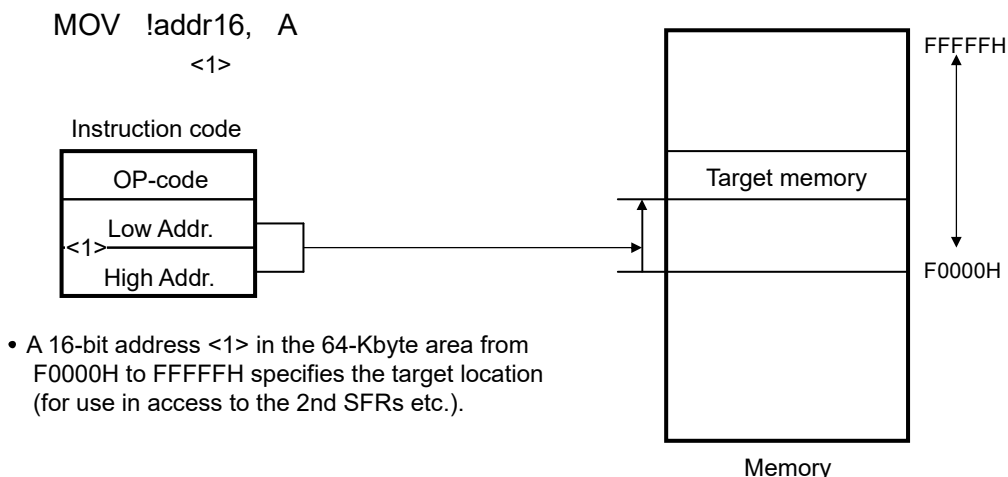 MOV !addr16, A
<1>
Instruction code
OP-code
Low Addr.
<1>
High Addr.
• A 16-bit address <1> in the 64-Kbyte area from
F0000H to FFFFFH specifies the target location
(for use in access to the 2nd SFRs etc.).
FFFFFH
Target memory
F0000H
Memory